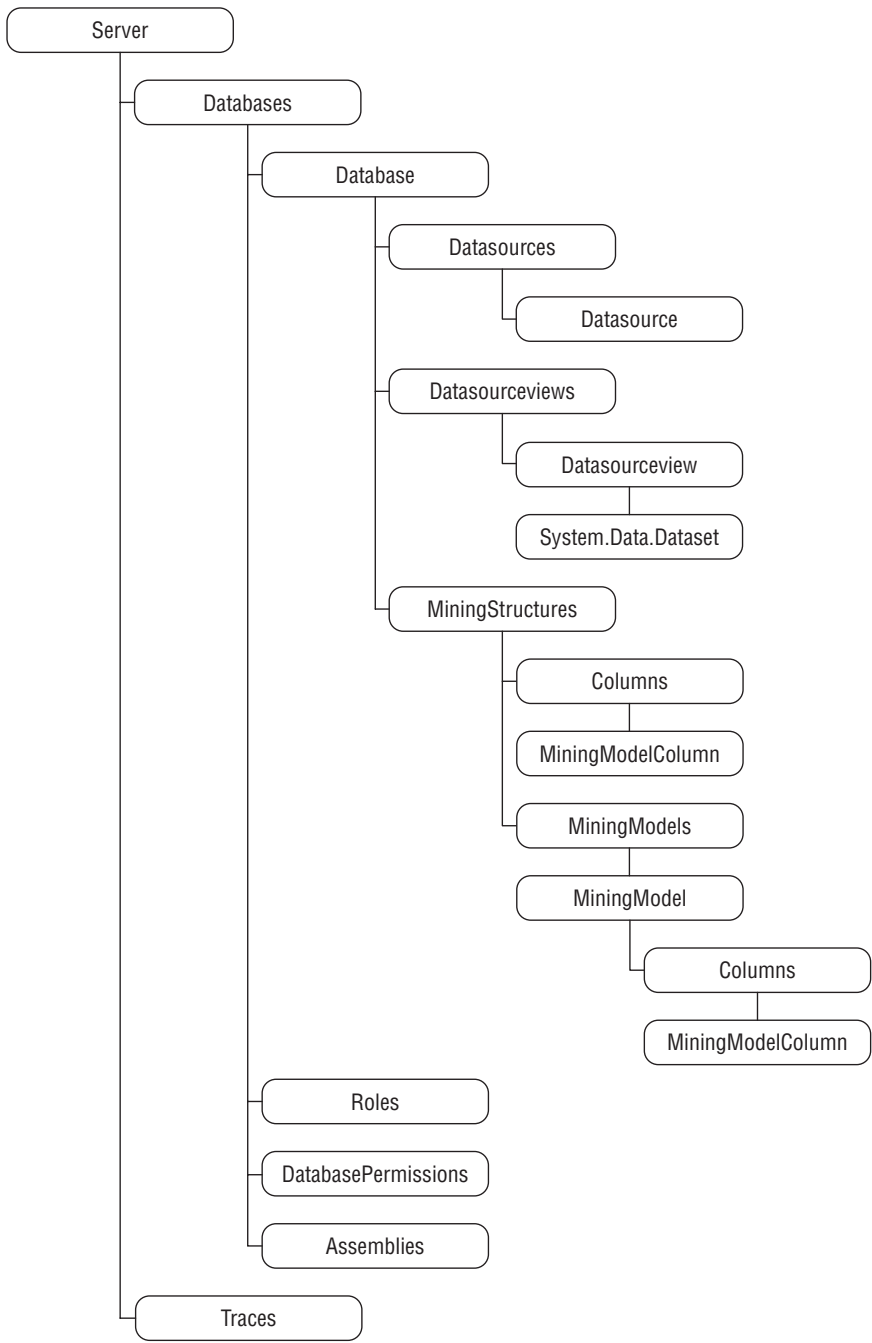 Server
Databases
Database
Datasources
Datasource
Datasourceviews
Datasourceview
System.Data.Dataset
MiningStructures
Columns
MiningModelColumn
MiningModels
MiningModel
Columns
MiningModelColumn
Roles
DatabasePermissions
Assemblies
Traces